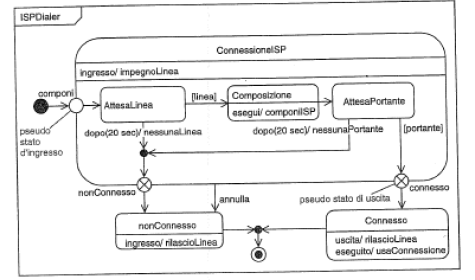 ISPDialer
ConnessioneISP
ingresso/ impegnoLinea
componi
AttesaLinea
[linea]
Composizione
esegui/ componiISP
AttesaPortante
pseudo
stato
d'ingresso
dopo(20 sec)/ nessunaLinea
dopo(20 sec)/ nessunaPortante
[portante]
nonConnesso
annulla
pseudo stato di uscita
connesso
nonConnesso
ingresso/ rilascioLinea
Connesso
uscita/ rilascioLinea
eseguito/ usaConnessione